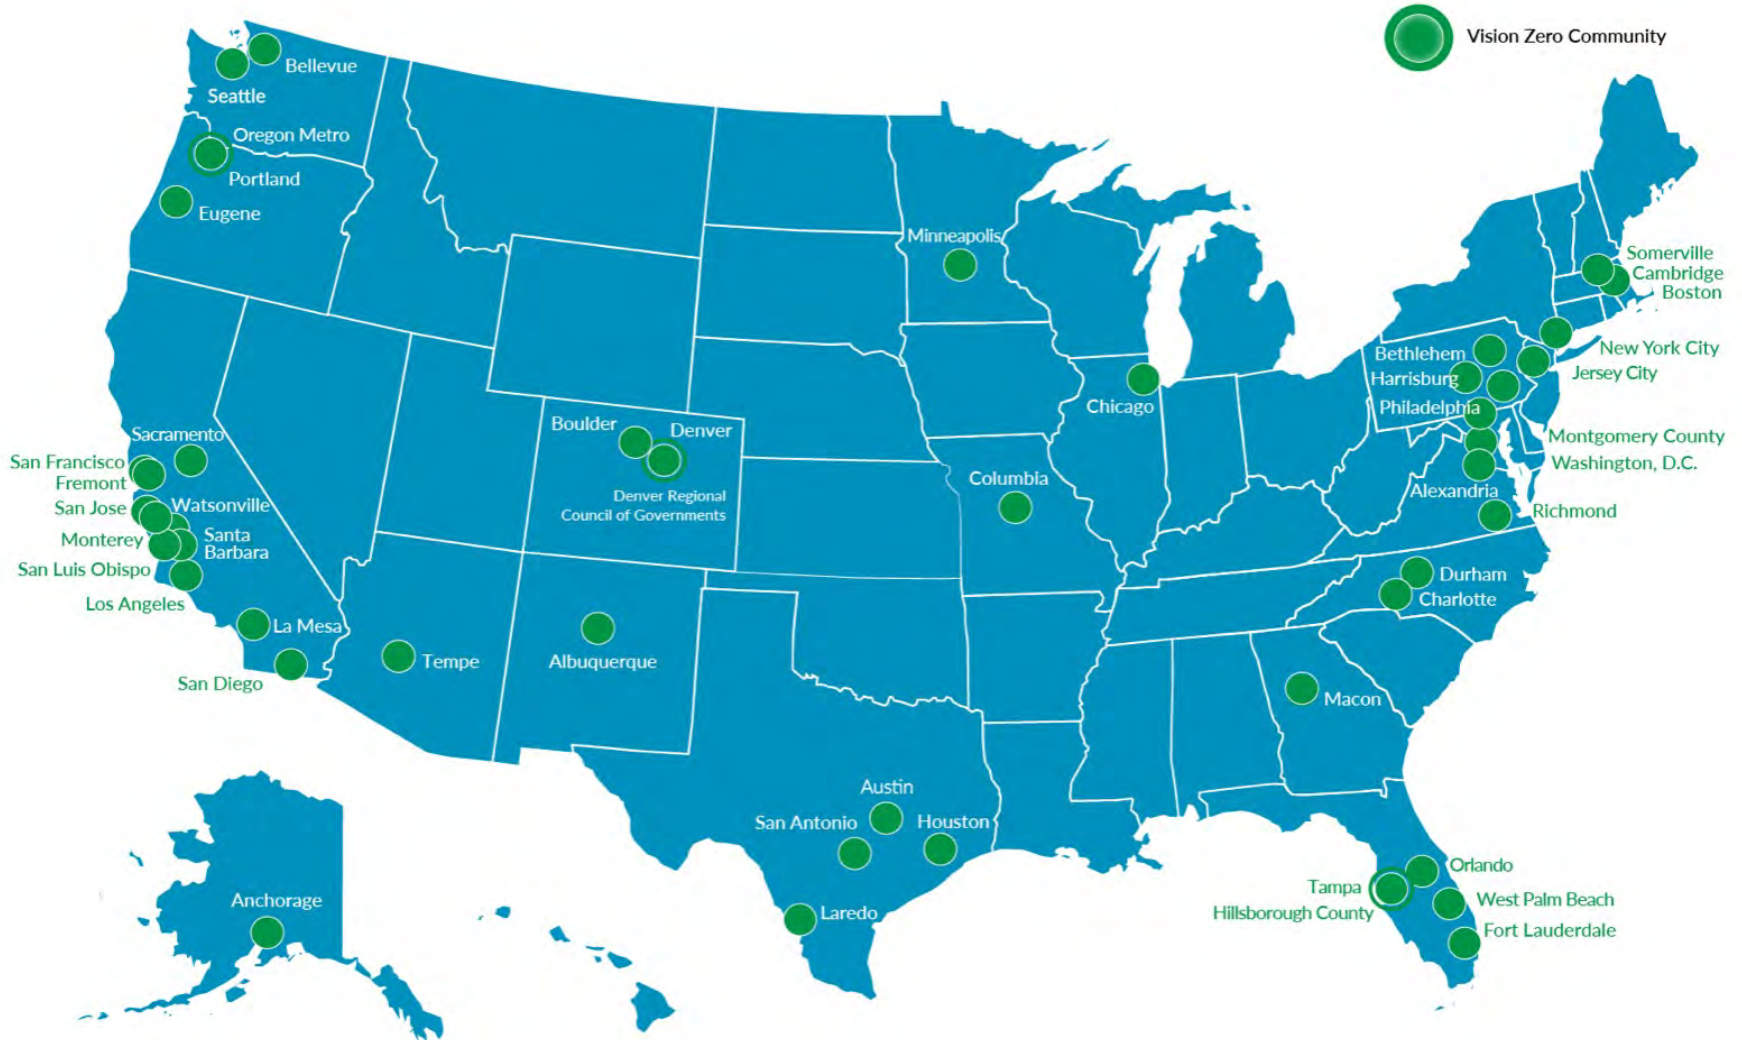 Vision Zero Community
Bellevue
Seattle
Oregon Metro
Portland
Eugene
Minneapolis
Somerville
Cambridge
Boston
New York City
Bethlehem
Jersey City
Harrisburg
Philadelphia
Chicago
Montgomery County
Washington, D.C.
Alexandria
Richmond
Boulder
Denver
Denver Regional
Council of Governments
Columbia
Sacramento
San Francisco
Fremont
San Jose
Watsonville
Monterey
Santa
Barbara
San Luis Obispo
Los Angeles
La Mesa
San Diego
Tempe
Albuquerque
Durham
Charlotte
Macon
Austin
San Antonio
Houston
Laredo
Orlando
Tampa
Hillsborough County
West Palm Beach
Fort Lauderdale
Anchorage